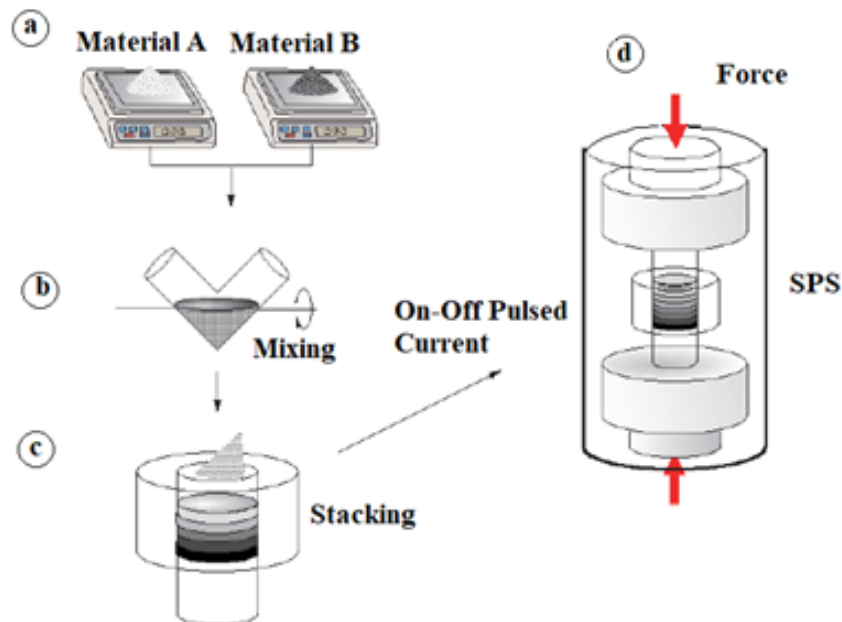 a
Material A
Material B
b
Mixing
c
Stacking
On-Off Pulsed
Current
d
Force
SPS